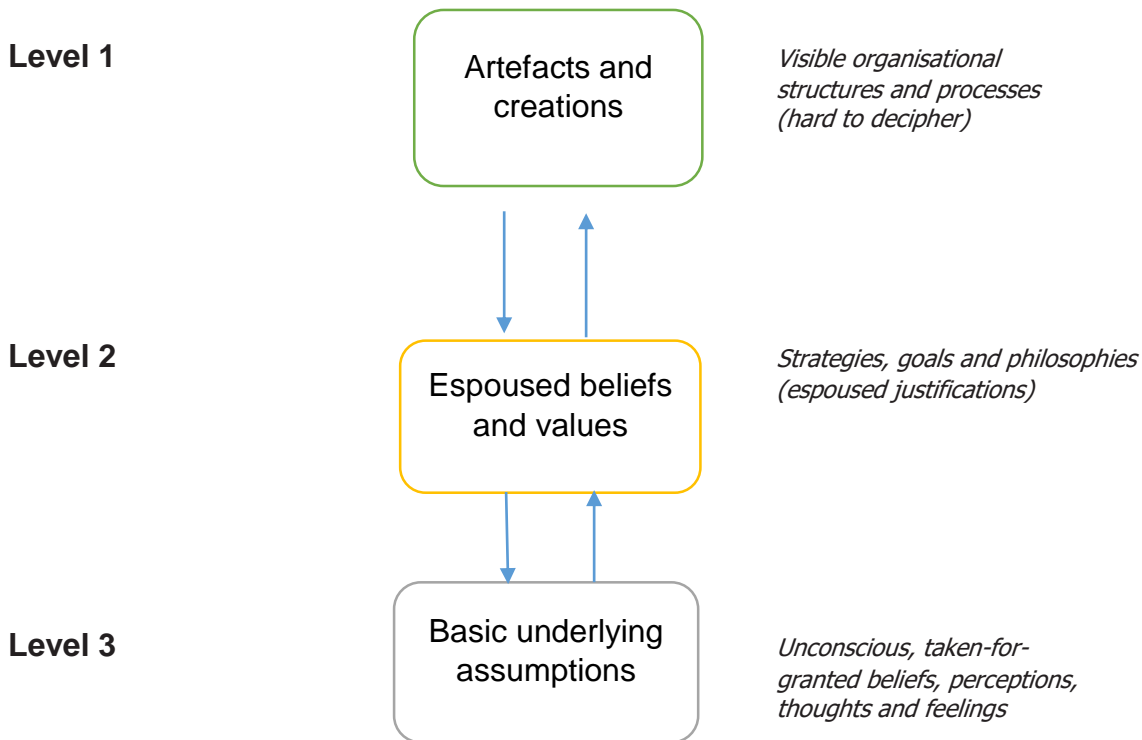 Level 1
Artefacts and
creations
Visible organisational
structures and processes
(hard to decipher)
Level 2
Espoused beliefs
and values
Strategies, goals and philosophies
(espoused justifications)
Level 3
Basic underlying
assumptions
Unconscious, taken-for-
granted beliefs, perceptions,
thoughts and feelings